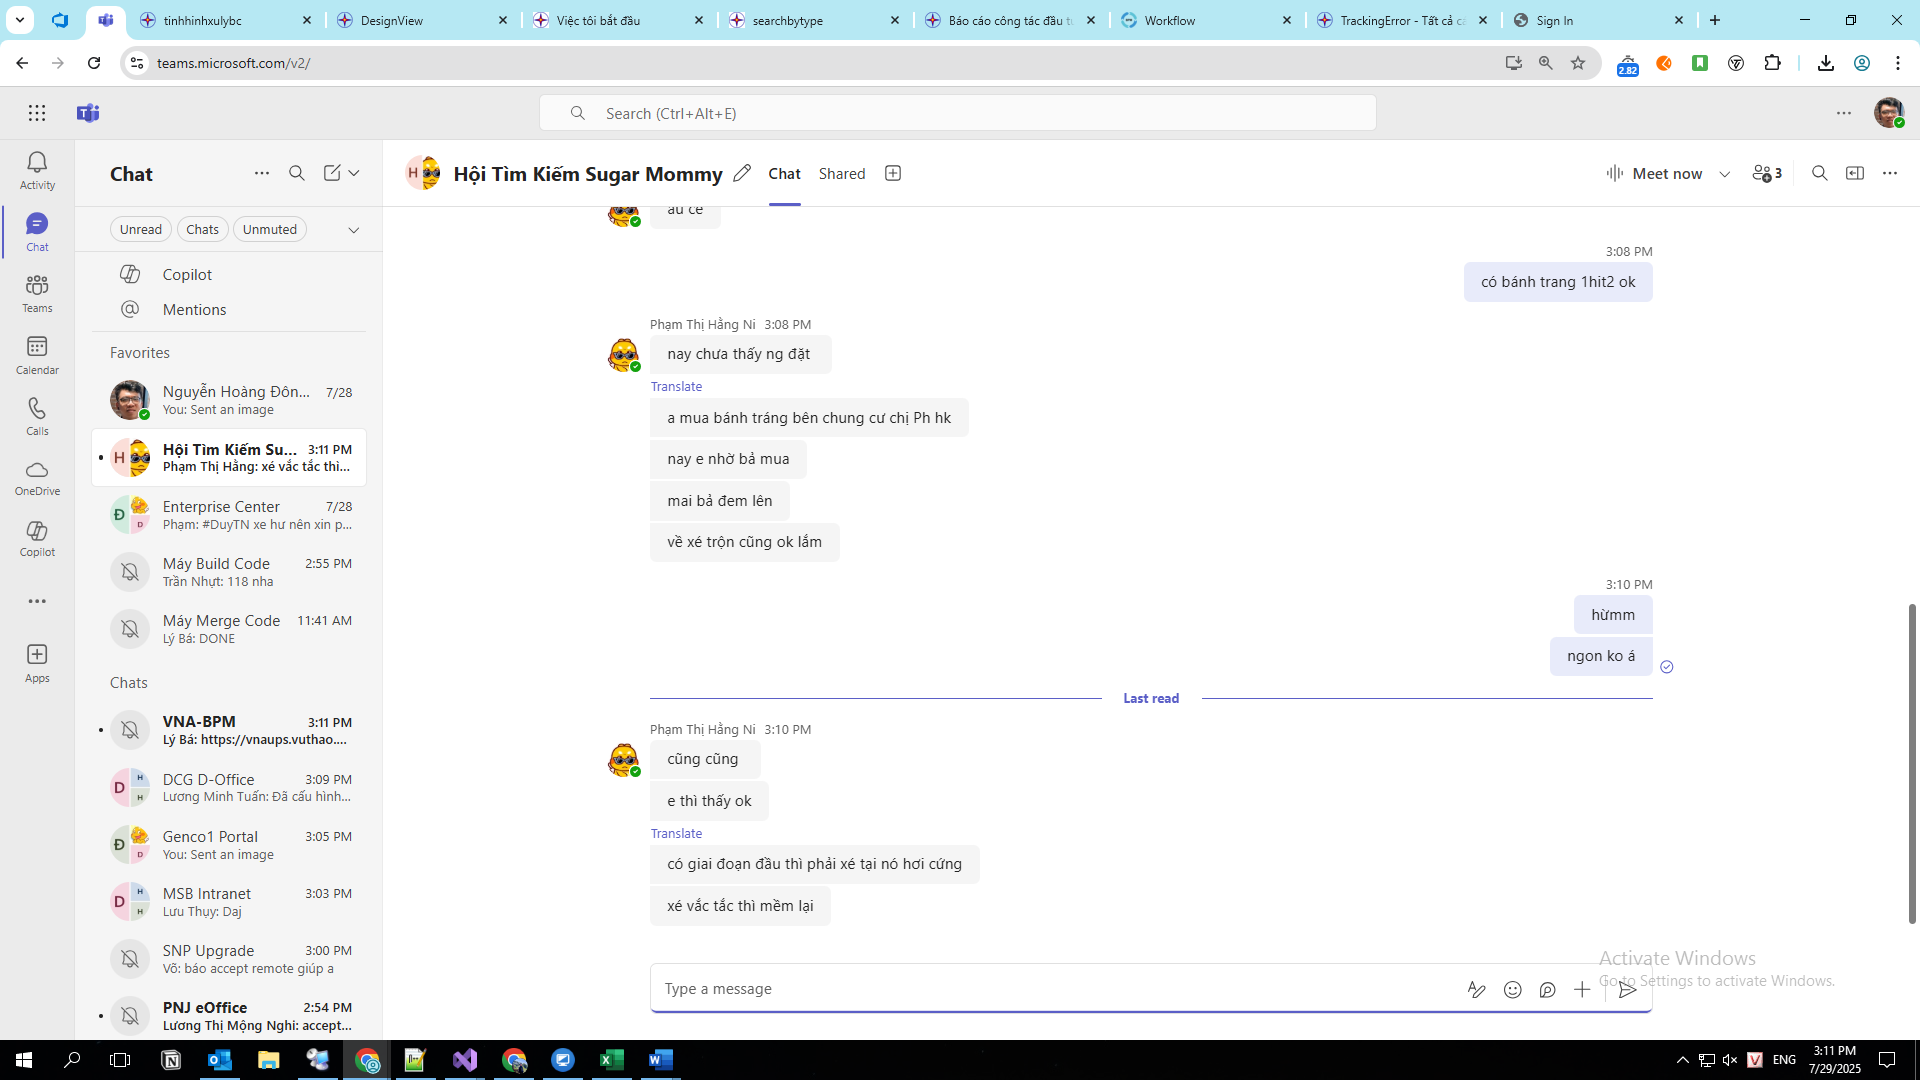 tinhhinhxulybc
DesignView
Việc tôi bắt đầu
searchbytype
Báo cáo công tác đầu tư
Workflow
TrackingError - Tất cả cá
Sign In
teams.microsoft.com/v2/
2.82
Search (Ctrl+Alt+E)
Activity
Chat
Teams
Calendar
Calls
OneDrive
Copilot
Apps
Chat
Unread
Chats
Unmuted
Copilot
Mentions
Favorites
Nguyễn Hoàng Đôn... 7/28
You: Sent an image
Hội Tìm Kiếm Su... 3:11 PM
Phạm Thị Hằng: xé vắc tắc thì...
Enterprise Center 7/28
Phạm: #DuyTN xe hư nên xin p...
Máy Build Code 2:55 PM
Trần Nhựt: 118 nha
Máy Merge Code 11:41 AM
Lý Bá: DONE
Chats
VNA-BPM 3:11 PM
Lý Bá: https://vnaups.vuthao....
DCG D-Office 3:09 PM
Lương Minh Tuấn: Đã cấu hình...
Genco1 Portal 3:05 PM
You: Sent an image
MSB Intranet 3:03 PM
Lưu Thụy: Daj
SNP Upgrade 3:00 PM
Võ: báo accept remote giúp a
PNJ eOffice 2:54 PM
Lương Thị Mộng Nghi: accept...
Hội Tìm Kiếm Sugar Mommy
Chat
Shared
Meet now
3
3:08 PM
có bánh trang 1hit2 ok
Phạm Thị Hằng Ni 3:08 PM
nay chưa thấy ng đặt
Translate
a mua bánh tráng bên chung cư chị Ph hk
nay e nhờ bả mua
mai bả đem lên
về xé trộn cũng ok lắm
3:10 PM
hừmm
ngon ko á
Last read
Phạm Thị Hằng Ni 3:10 PM
cũng cũng
e thì thấy ok
Translate
có giai đoạn đầu thì phải xé tại nó hơi cứng
xé vắc tắc thì mềm lại
Type a message
Activate Windows
Go to Settings to activate Windows.
ENG
3:11 PM
7/29/2025